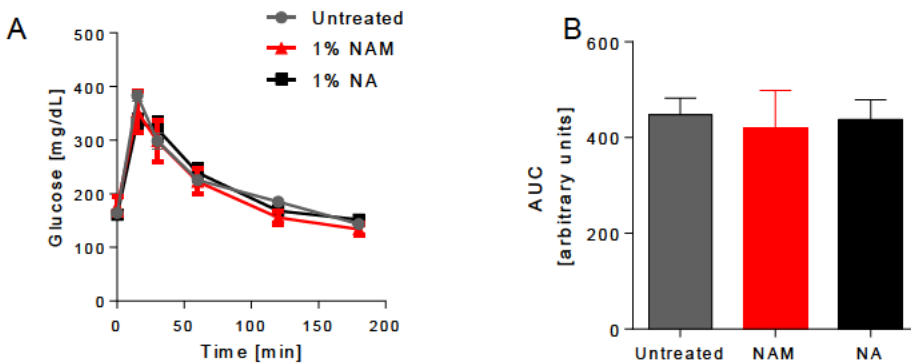 A
Untreated
1% NAM
1% NA
Glucose [mg/dL]
500
400
300
200
100
0
0 50 100 150 200
Time [min]
B
AUC
[arbitrary units]
600
400
200
0
Untreated NAM NA